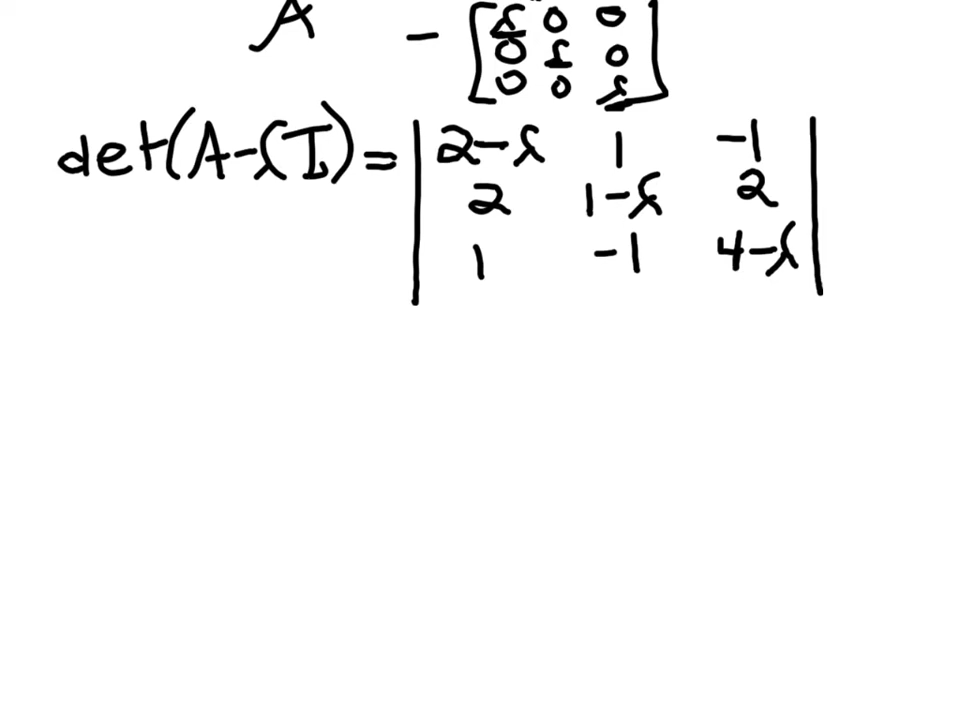 A - [λ 0 0
0 λ 0
0 0 λ]
det(A-λI) = |2-λ 1 -1
2 1-λ 2
1 -1 4-λ|